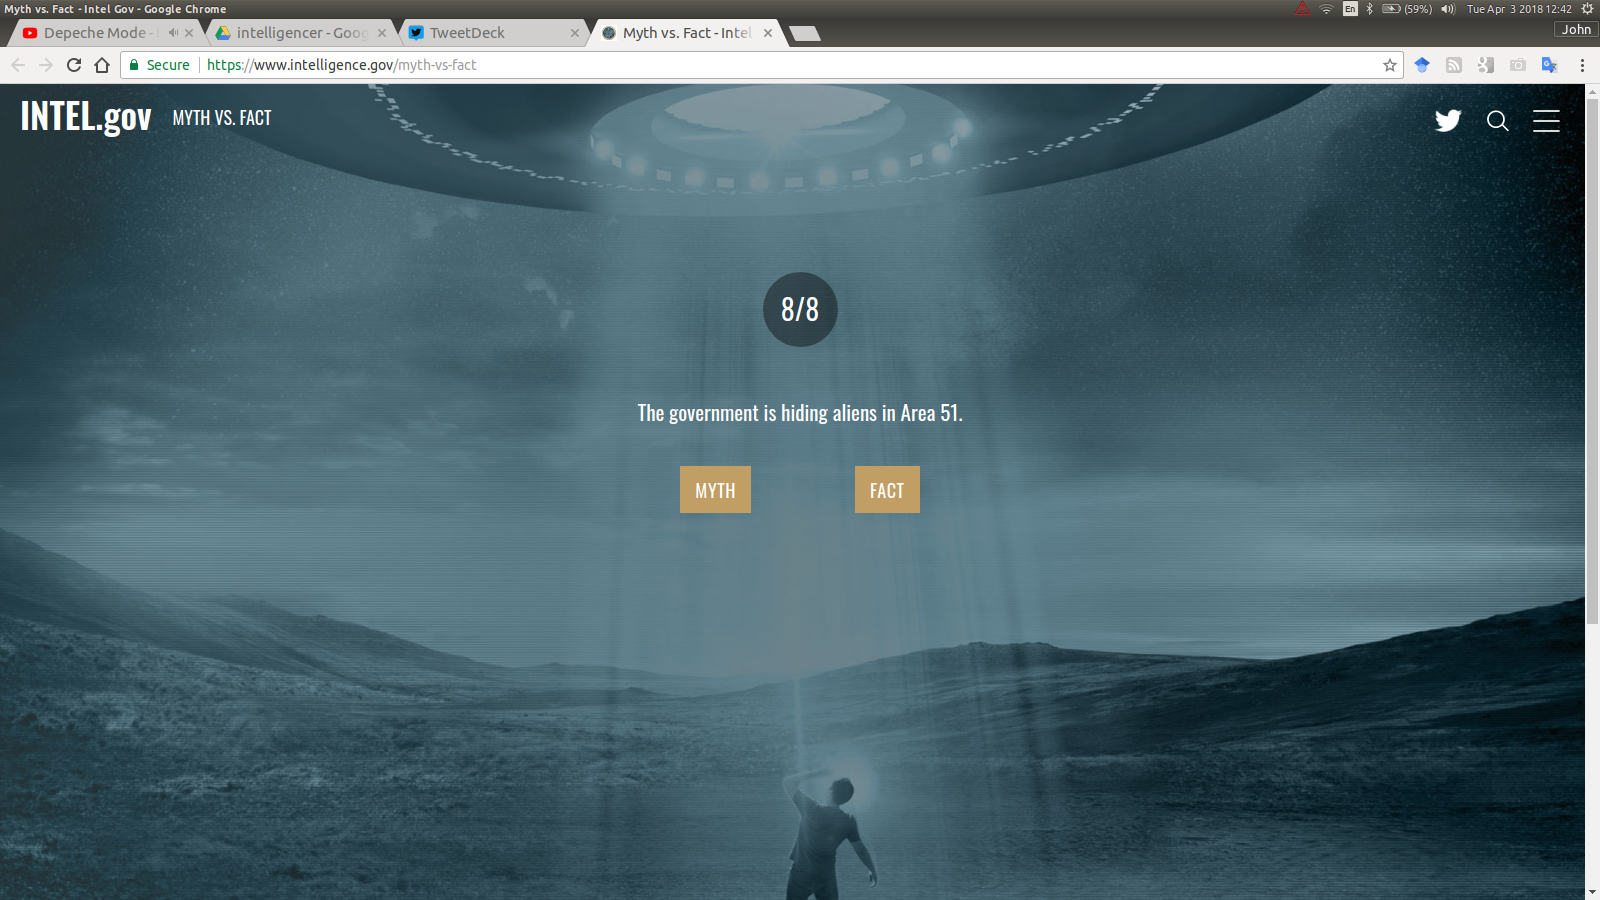 Myth vs. Fact - Intel Gov - Google Chrome
En (59%) Tue Apr 3 2018 12:42
Depeche Mode - intelligencer - Goog TweetDeck Myth vs. Fact - Inte John
Secure https://www.intelligence.gov/myth-vs-fact
INTEL.gov MYTH VS. FACT
8/8
The government is hiding aliens in Area 51.
MYTH FACT